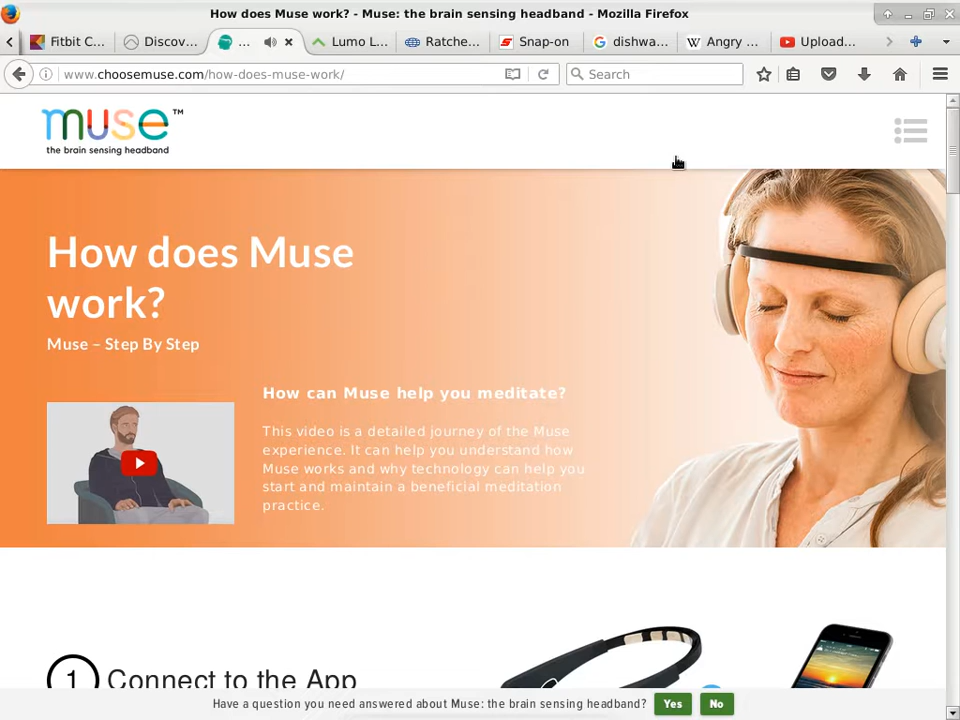 How does Muse work? - Muse: the brain sensing headband - Mozilla Firefox
Fitbit C... Discov... ... Lumo L... Ratche... Snap-on dishwa... Angry ... Upload...
www.choosemuse.com/how-does-muse-work/ Search
muse™
the brain sensing headband
How does Muse
work?
Muse – Step By Step
How can Muse help you meditate?
This video is a detailed journey of the Muse
experience. It can help you understand how
Muse works and why technology can help you
start and maintain a beneficial meditation
practice.
1 Connect to the App
Have a question you need answered about Muse: the brain sensing headband? Yes No